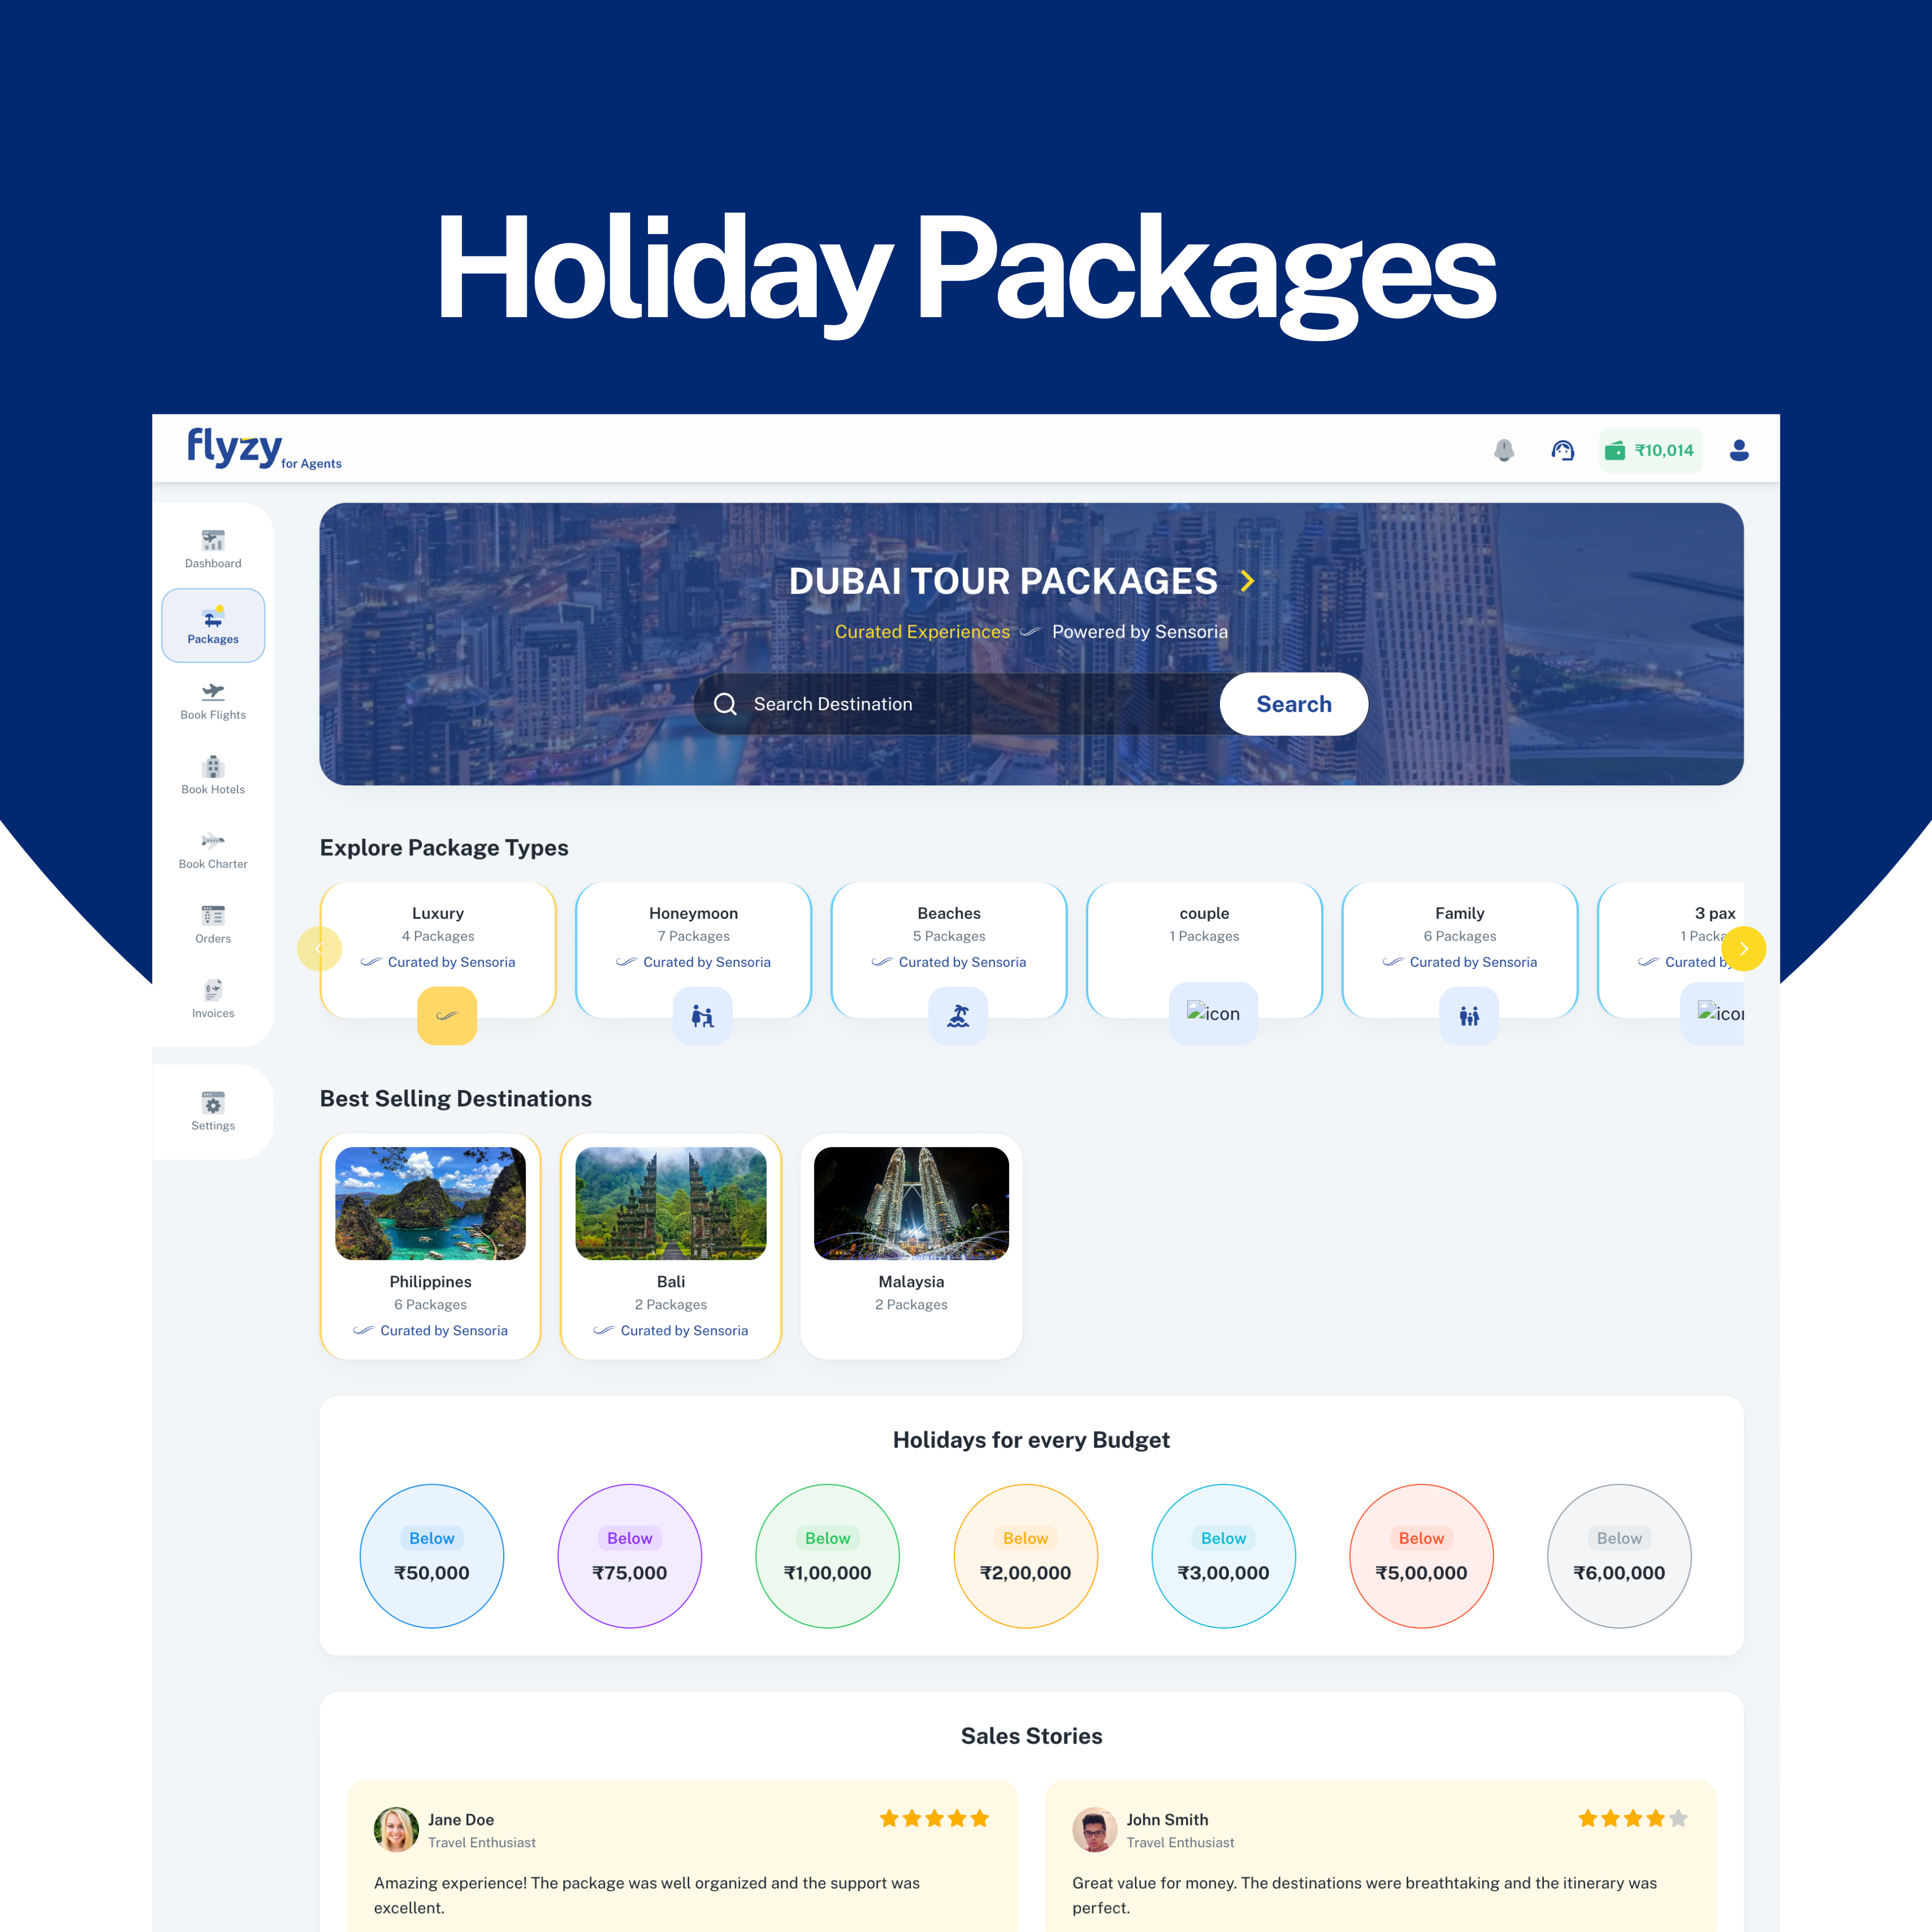 Holiday Packages
flyzy for Agents
₹10,014
Dashboard
Packages
Book Flights
Book Hotels
Book Charter
Orders
Invoices
Settings
DUBAI TOUR PACKAGES
Curated Experiences Powered by Sensoria
Search Destination
Search
Explore Package Types
Luxury
4 Packages
Curated by Sensoria
Honeymoon
7 Packages
Curated by Sensoria
Beaches
5 Packages
Curated by Sensoria
couple
1 Packages
icon
Family
6 Packages
Curated by Sensoria
3 pax
1 Packa
Curated b
icon
Best Selling Destinations
Philippines
6 Packages
Curated by Sensoria
Bali
2 Packages
Curated by Sensoria
Malaysia
2 Packages
Holidays for every Budget
Below
₹50,000
Below
₹75,000
Below
₹1,00,000
Below
₹2,00,000
Below
₹3,00,000
Below
₹5,00,000
Below
₹6,00,000
Sales Stories
Jane Doe
Travel Enthusiast
Amazing experience! The package was well organized and the support was
excellent.
John Smith
Travel Enthusiast
Great value for money. The destinations were breathtaking and the itinerary was
perfect.